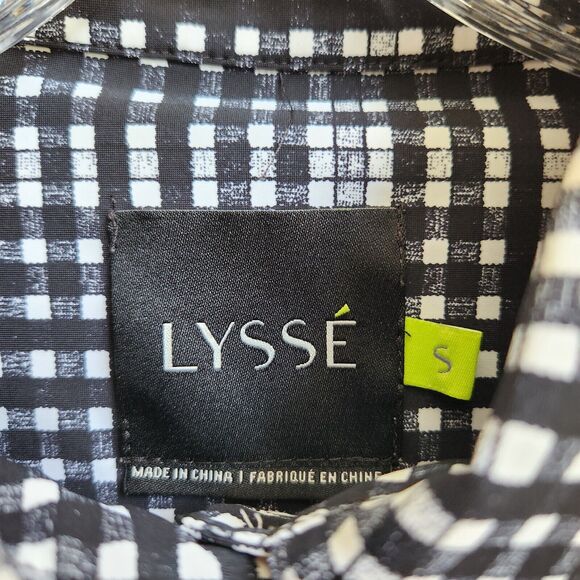 LYSSÉ
S
MADE IN CHINA | FABRIQUÉ EN CHINE